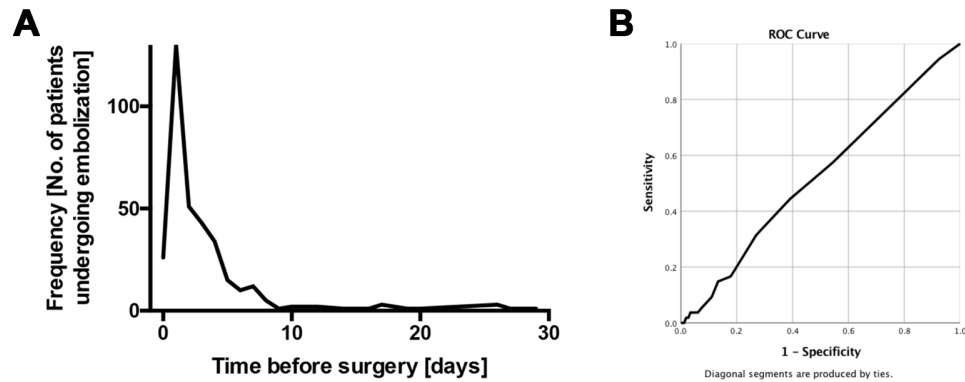 A
Frequency [No. of patients
undergoing embolization]
100
50
0
0 10 20 30
Time before surgery [days]
B
ROC Curve
Sensitivity
1.0
0.8
0.6
0.4
0.2
0.0
0.0 0.2 0.4 0.6 0.8 1.0
1 - Specificity
Diagonal segments are produced by ties.